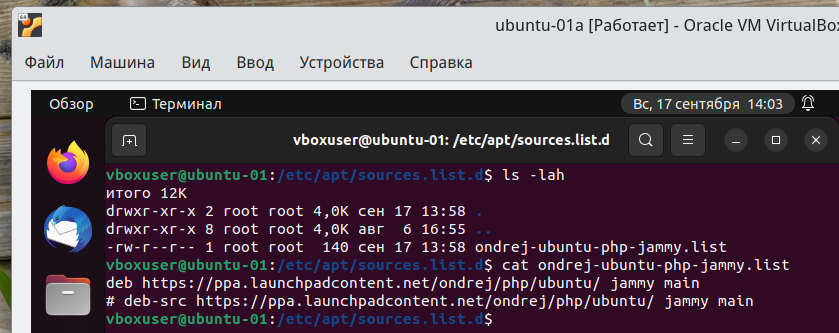 ubuntu-01a [Работает] - Oracle VM VirtualBo
Файл Машина Вид Ввод Устройства Справка
Обзор Терминал Вс, 17 сентября 14:03
vboxuser@ubuntu-01: /etc/apt/sources.list.d
vboxuser@ubuntu-01:/etc/apt/sources.list.d$ ls -lah
итого 12K
drwxr-xr-x 2 root root 4,0K сен 17 13:58 .
drwxr-xr-x 8 root root 4,0K авг  6 16:55 ..
-rw-r--r-- 1 root root  140 сен 17 13:58 ondrej-ubuntu-php-jammy.list
vboxuser@ubuntu-01:/etc/apt/sources.list.d$ cat ondrej-ubuntu-php-jammy.list
deb https://ppa.launchpadcontent.net/ondrej/php/ubuntu/ jammy main
# deb-src https://ppa.launchpadcontent.net/ondrej/php/ubuntu/ jammy main
vboxuser@ubuntu-01:/etc/apt/sources.list.d$